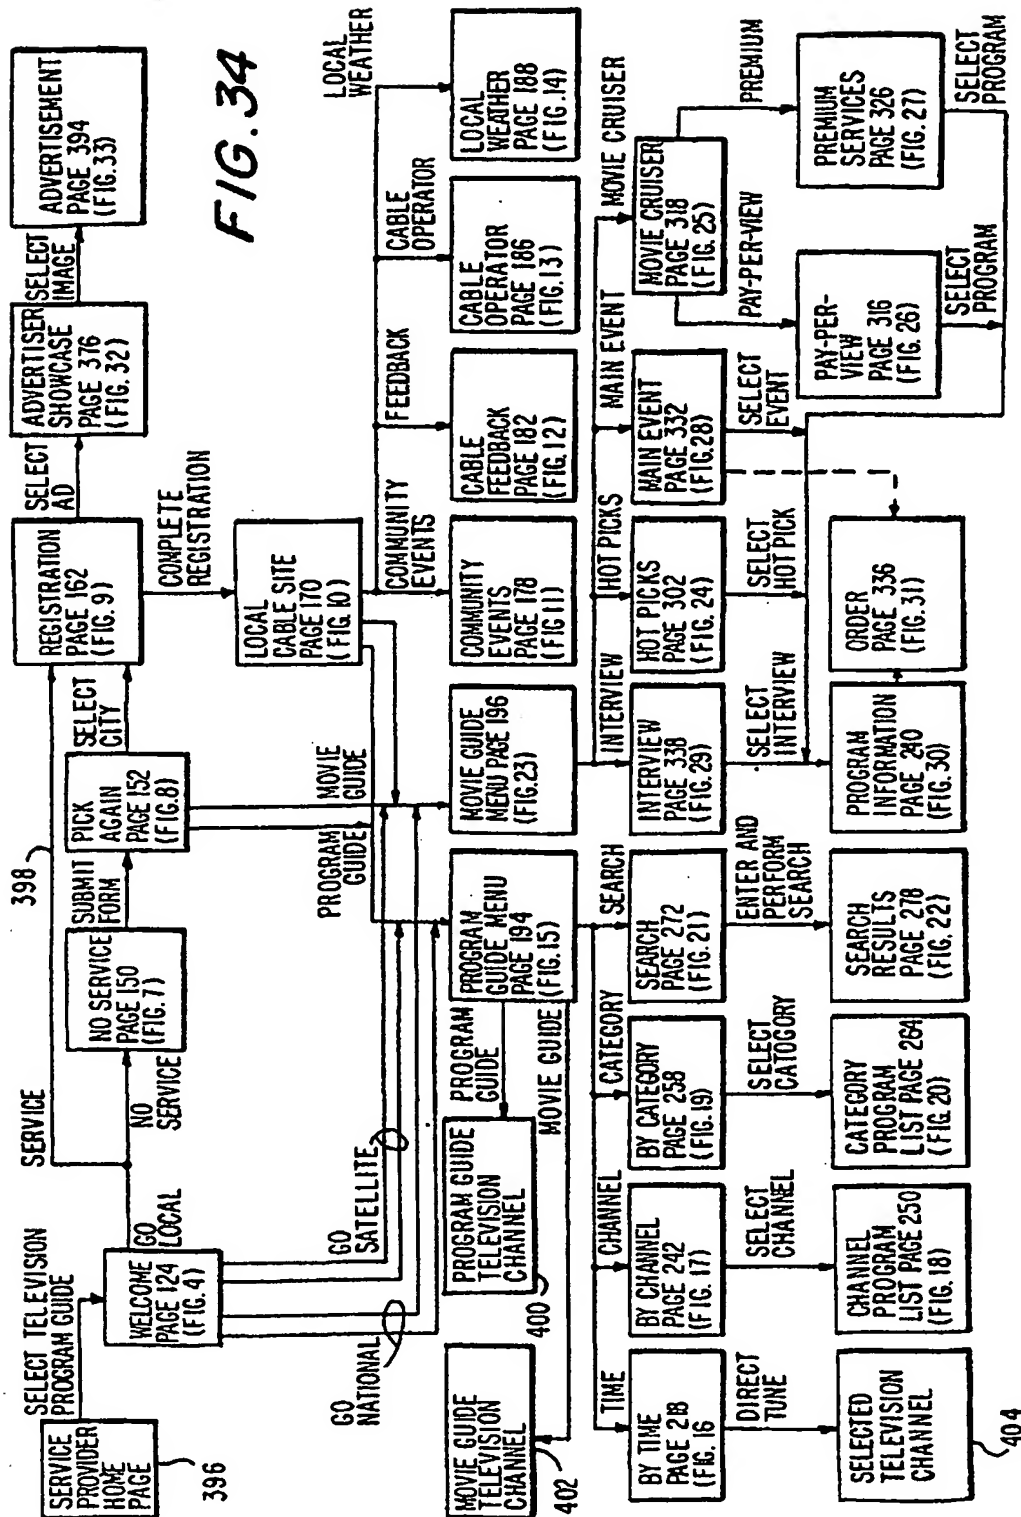 FIG. 34
SERVICE
PROVIDER
HOME
PAGE
396
SELECT TELEVISION
PROGRAM GUIDE
WELCOME
PAGE 124
(FIG. 4)
GO LOCAL
SERVICE
NO SERVICE
NO SERVICE
PAGE 150
(FIG. 7)
SUBMIT
FORM
PICK
AGAIN
PAGE 152
(FIG.8)
398
SELECT
CITY
REGISTRATION
PAGE 162
(FIG. 9)
SELECT
AD
ADVERTISER
SHOWCASE
PAGE 376
(FIG. 32)
SELECT
IMAGE
ADVERTISEMENT
PAGE 394
(FIG.33)
COMPLETE
REGISTRATION
LOCAL
CABLE SITE
PAGE 170
(FIG. 10)
GO
NATIONAL
GO
SATELLITE
PROGRAM
GUIDE
MOVIE
GUIDE
COMMUNITY
EVENTS
FEEDBACK
CABLE
OPERATOR
LOCAL
WEATHER
MOVIE GUIDE
TELEVISION
CHANNEL
402
PROGRAM GUIDE
TELEVISION
CHANNEL
400
PROGRAM
GUIDE
MOVIE GUIDE
PROGRAM
GUIDE MENU
PAGE 194
(FIG.15)
MOVIE GUIDE
MENU PAGE 196
(FIG.23)
COMMUNITY
EVENTS
PAGE 178
(FIG 11)
CABLE
FEEDBACK
PAGE 182
(FIG. 12)
CABLE
OPERATOR
PAGE 186
(FIG.13)
LOCAL
WEATHER
PAGE 188
(FIG.14)
TIME
CHANNEL
CATEGORY
SEARCH
INTERVIEW
HOT PICKS
MAIN EVENT
MOVIE CRUISER
BY TIME
PAGE 218
(FIG. 16
BY CHANNEL
PAGE 242
(FIG. 17)
BY CATEGORY
PAGE 258
(FIG.19)
SEARCH
PAGE 272
(FIG. 21)
INTERVIEW
PAGE 338
(FIG. 29)
HOT PICKS
PAGE 302
(FIG. 24)
MAIN EVENT
PAGE 332
(FIG.28)
MOVIE CRUISER
PAGE 318
(FIG. 25)
DIRECT
TUNE
SELECT
CHANNEL
SELECT
CATOGORY
ENTER AND
PERFORM
SEARCH
SELECT
INTERVIEW
SELECT
HOT PICK
SELECT
EVENT
PAY-PER-VIEW
PREMIUM
SELECTED
TELEVISION
CHANNEL
404
CHANNEL
PROGRAM
LIST PAGE 250
(FIG. 18)
CATEGORY
PROGRAM
LIST PAGE 264
(FIG. 20)
SEARCH
RESULTS
PAGE 278
(FIG. 22)
PROGRAM
INFORMATION
PAGE 240
(FIG. 30)
ORDER
PAGE 336
(FIG.31)
PAY-PER-
VIEW
PAGE 316
(FIG. 26)
SELECT
PROGRAM
PREMIUM
SERVICES
PAGE 326
(FIG. 27)
SELECT
PROGRAM